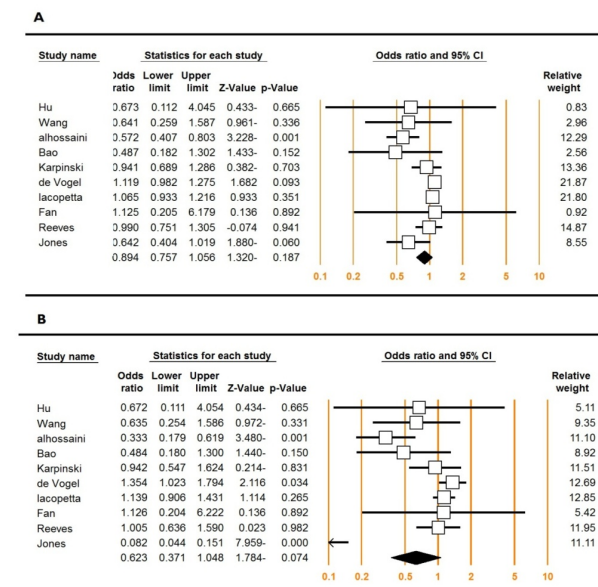 A
Study name Statistics for each study Odds ratio and 95% CI
Odds ratio Lower limit Upper limit Z-Value p-Value Relative weight
Hu 0.673 0.112 4.045 0.433- 0.665 0.83
Wang 0.641 0.259 1.587 0.961- 0.336 2.96
alhossaini 0.572 0.407 0.803 3.228- 0.001 12.29
Bao 0.487 0.182 1.302 1.433- 0.152 2.56
Karpinski 0.941 0.689 1.286 0.382- 0.703 13.36
de Vogel 1.119 0.982 1.275 1.682 0.093 21.87
Iacopetta 1.065 0.933 1.216 0.933 0.351 21.80
Fan 1.125 0.205 6.179 0.136 0.892 0.92
Reeves 0.990 0.751 1.305 -0.074 0.941 14.87
Jones 0.642 0.404 1.019 1.880- 0.060 8.55
0.894 0.757 1.056 1.320- 0.187
0.1 0.2 0.5 1 2 5 10
B
Study name Statistics for each study Odds ratio and 95% CI
Odds ratio Lower limit Upper limit Z-Value p-Value Relative weight
Hu 0.672 0.111 4.054 0.434- 0.665 5.11
Wang 0.635 0.254 1.586 0.972- 0.331 9.35
alhossaini 0.333 0.179 0.619 3.480- 0.001 11.10
Bao 0.484 0.180 1.300 1.440- 0.150 8.92
Karpinski 0.942 0.547 1.624 0.214- 0.831 11.51
de Vogel 1.354 1.023 1.794 2.116 0.034 12.69
Iacopetta 1.139 0.906 1.431 1.114 0.265 12.85
Fan 1.126 0.204 6.222 0.136 0.892 5.42
Reeves 1.005 0.636 1.590 0.023 0.982 11.95
Jones 0.082 0.044 0.151 7.959- 0.000 11.11
0.623 0.371 1.048 1.784- 0.074
0.1 0.2 0.5 1 2 5 10